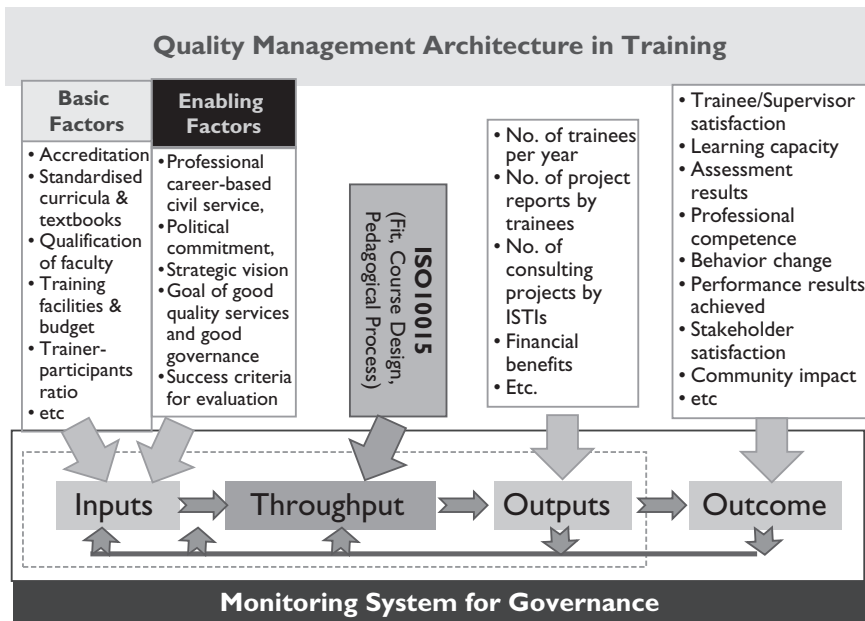 Quality Management Architecture in Training
Basic
Factors
• Accreditation
• Standardised
curricula &
textbooks
• Qualification
of faculty
• Training
facilities &
budget
• Trainer-
participants
ratio
• etc
Enabling
Factors
•Professional
career-based
civil service,
•Political
commitment,
•Strategic vision
•Goal of good
quality services
and good
governance
•Success criteria
for evaluation
ISO10015
(Fit, Course Design,
Pedagogical Process)
• No. of trainees
per year
• No. of project
reports by
trainees
• No. of
consulting
projects by
ISTIs
• Financial
benefits
• Etc.
• Trainee/Supervisor
satisfaction
• Learning capacity
• Assessment
results
• Professional
competence
• Behavior change
• Performance results
achieved
• Stakeholder
satisfaction
• Community impact
• etc
Inputs
Throughput
Outputs
Outcome
Monitoring System for Governance